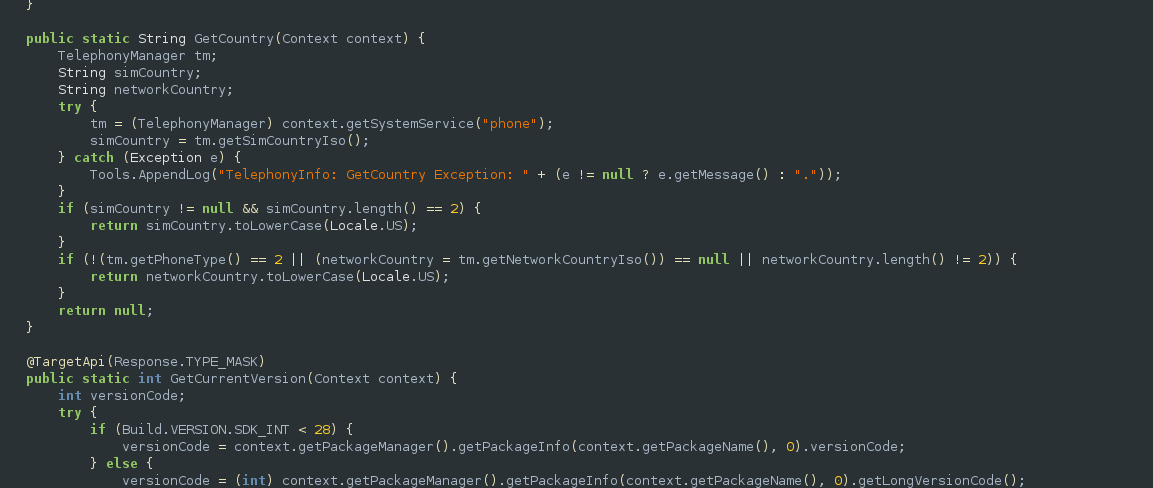 }
public static String GetCountry(Context context) {
TelephonyManager tm;
String simCountry;
String networkCountry;
try {
tm = (TelephonyManager) context.getSystemService("phone");
simCountry = tm.getSimCountryIso();
} catch (Exception e) {
Tools.AppendLog("TelephonyInfo: GetCountry Exception: " + (e != null ? e.getMessage() : "."));
}
if (simCountry != null && simCountry.length() == 2) {
return simCountry.toLowerCase(Locale.US);
}
if (!(tm.getPhoneType() == 2 || (networkCountry = tm.getNetworkCountryIso()) == null || networkCountry.length() != 2)) {
return networkCountry.toLowerCase(Locale.US);
}
return null;
}
@TargetApi(Response.TYPE_MASK)
public static int GetCurrentVersion(Context context) {
int versionCode;
try {
if (Build.VERSION.SDK_INT < 28) {
versionCode = context.getPackageManager().getPackageInfo(context.getPackageName(), 0).versionCode;
} else {
versionCode = (int) context.getPackageManager().getPackageInfo(context.getPackageName(), 0).getLongVersionCode();